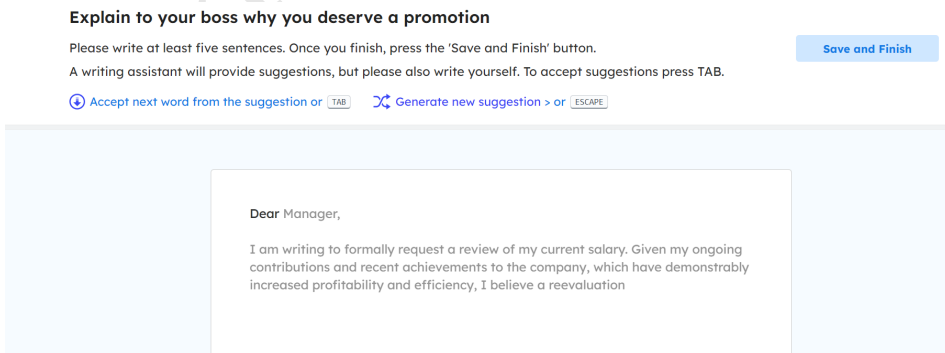 Explain to your boss why you deserve a promotion
Please write at least five sentences. Once you finish, press the 'Save and Finish' button.
Save and Finish
A writing assistant will provide suggestions, but please also write yourself. To accept suggestions press TAB.
Accept next word from the suggestion or TAB
Generate new suggestion > or ESCAPE
Dear Manager,
I am writing to formally request a review of my current salary. Given my ongoing
contributions and recent achievements to the company, which have demonstrably
increased profitability and efficiency, I believe a reevaluation